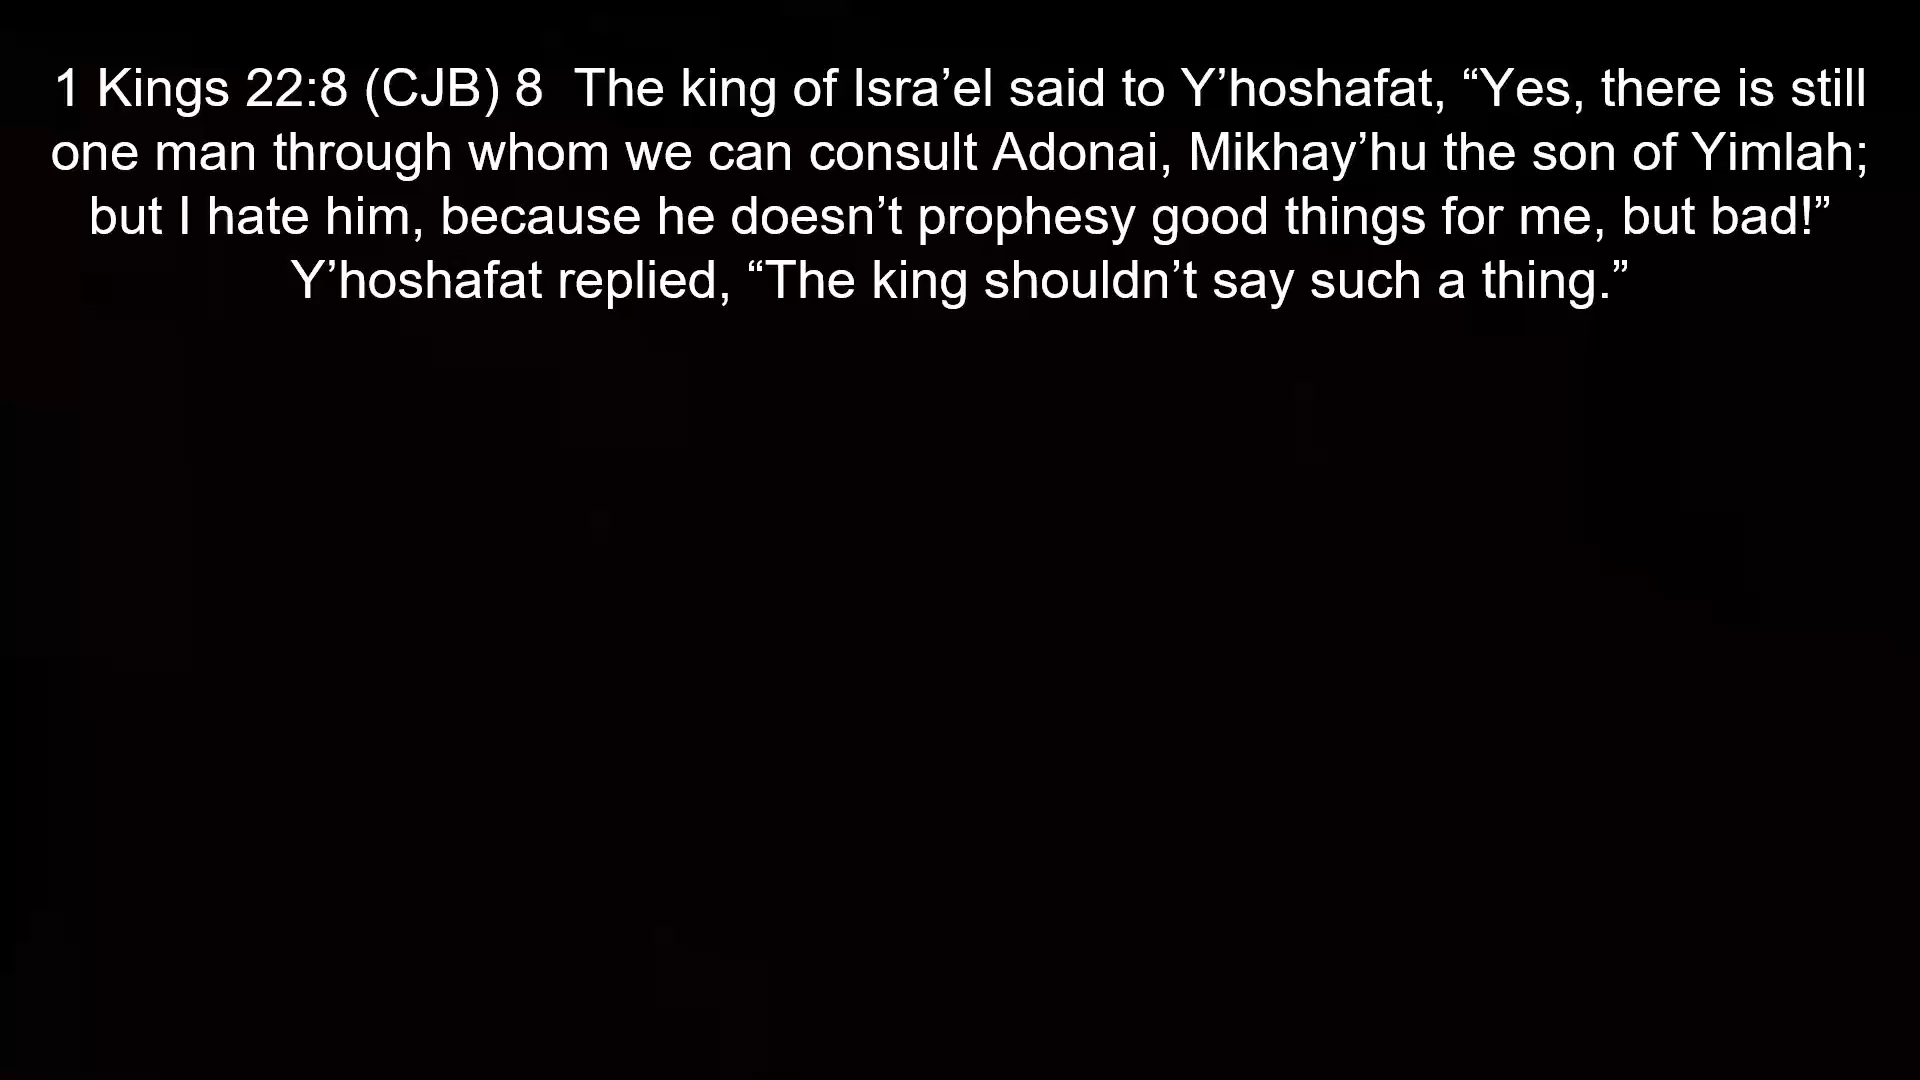 1 Kings 22:8 (CJB) 8  The king of Isra’el said to Y’hoshafat, “Yes, there is still
one man through whom we can consult Adonai, Mikhay’hu the son of Yimlah;
but I hate him, because he doesn’t prophesy good things for me, but bad!”
Y’hoshafat replied, “The king shouldn’t say such a thing.”